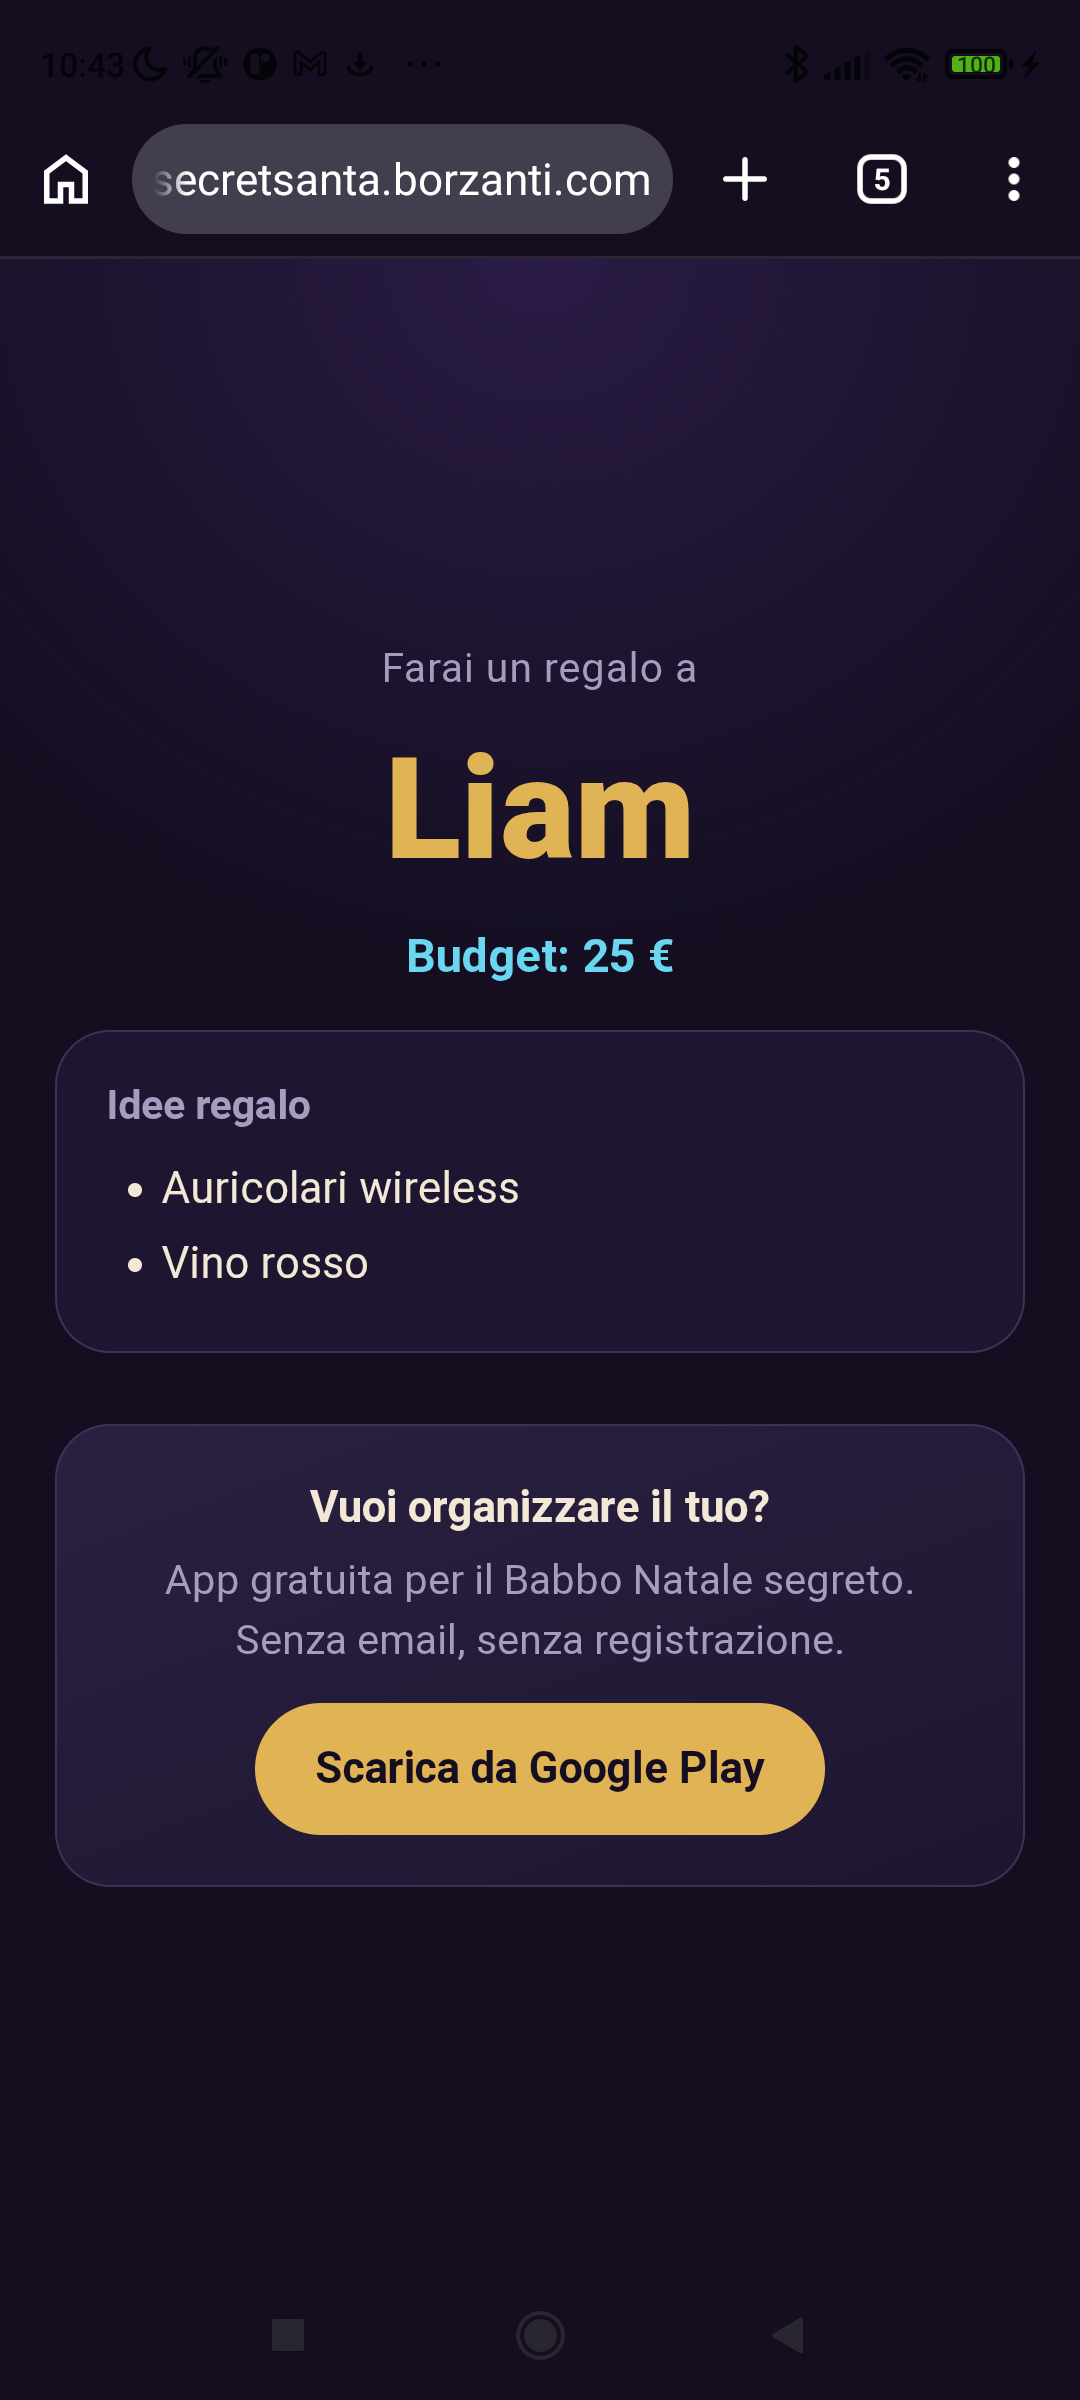 10:43
100
secretsanta.borzanti.com
5
Farai un regalo a
Liam
Budget: 25 €
Idee regalo
• Auricolari wireless
• Vino rosso
Vuoi organizzare il tuo?
App gratuita per il Babbo Natale segreto.
Senza email, senza registrazione.
Scarica da Google Play